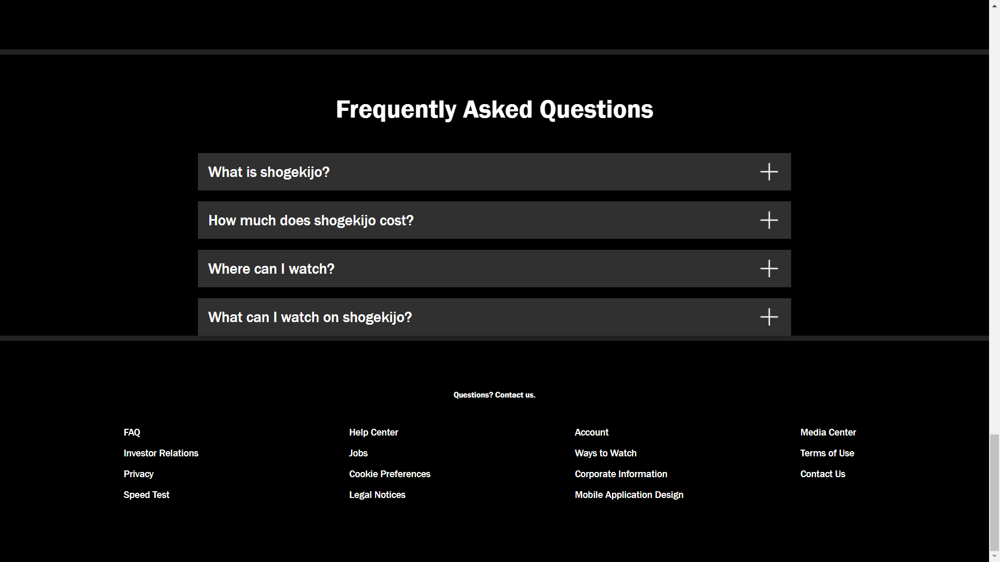 Frequently Asked Questions
What is shogekijo?
How much does shogekijo cost?
Where can I watch?
What can I watch on shogekijo?
Questions? Contact us.
FAQ
Investor Relations
Privacy
Speed Test
Help Center
Jobs
Cookie Preferences
Legal Notices
Account
Ways to Watch
Corporate Information
Mobile Application Design
Media Center
Terms of Use
Contact Us